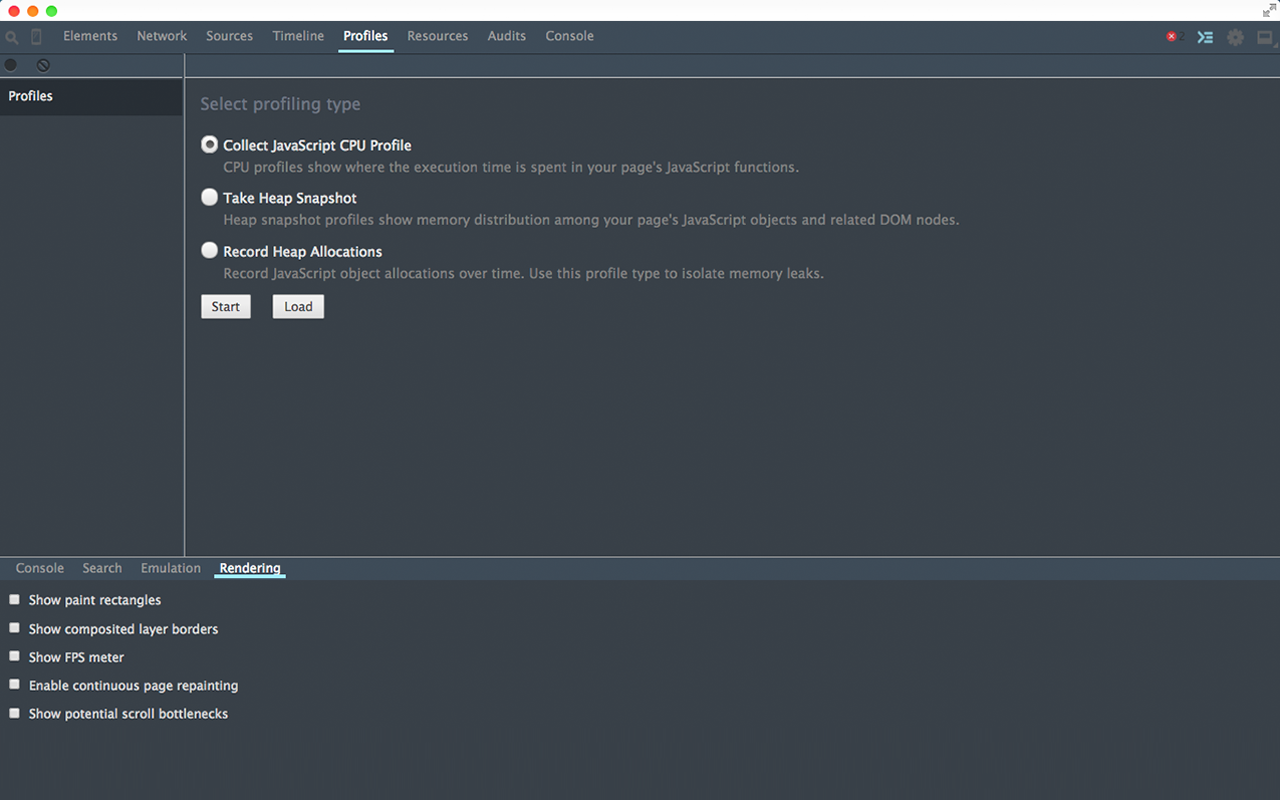 Elements Network Sources Timeline Profiles Resources Audits Console 2
Profiles
Select profiling type
Collect JavaScript CPU Profile
CPU profiles show where the execution time is spent in your page's JavaScript functions.
Take Heap Snapshot
Heap snapshot profiles show memory distribution among your page's JavaScript objects and related DOM nodes.
Record Heap Allocations
Record JavaScript object allocations over time. Use this profile type to isolate memory leaks.
Start Load
Console Search Emulation Rendering
Show paint rectangles
Show composited layer borders
Show FPS meter
Enable continuous page repainting
Show potential scroll bottlenecks